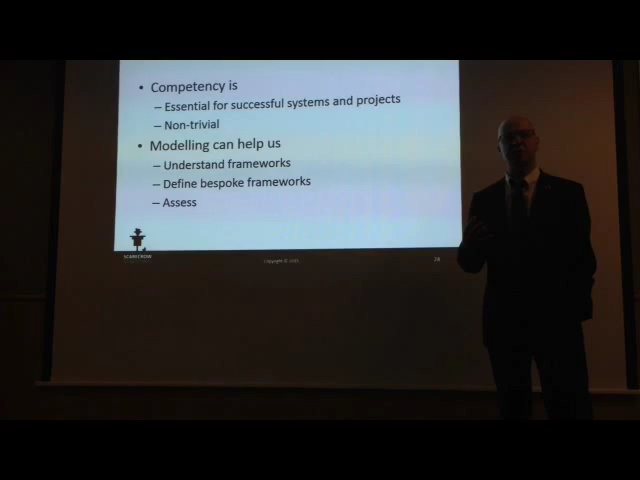 • Competency is
– Essential for successful systems and projects
– Non-trivial
• Modelling can help us
– Understand frameworks
– Define bespoke frameworks
– Assess
SCARECROW
Copyright ©